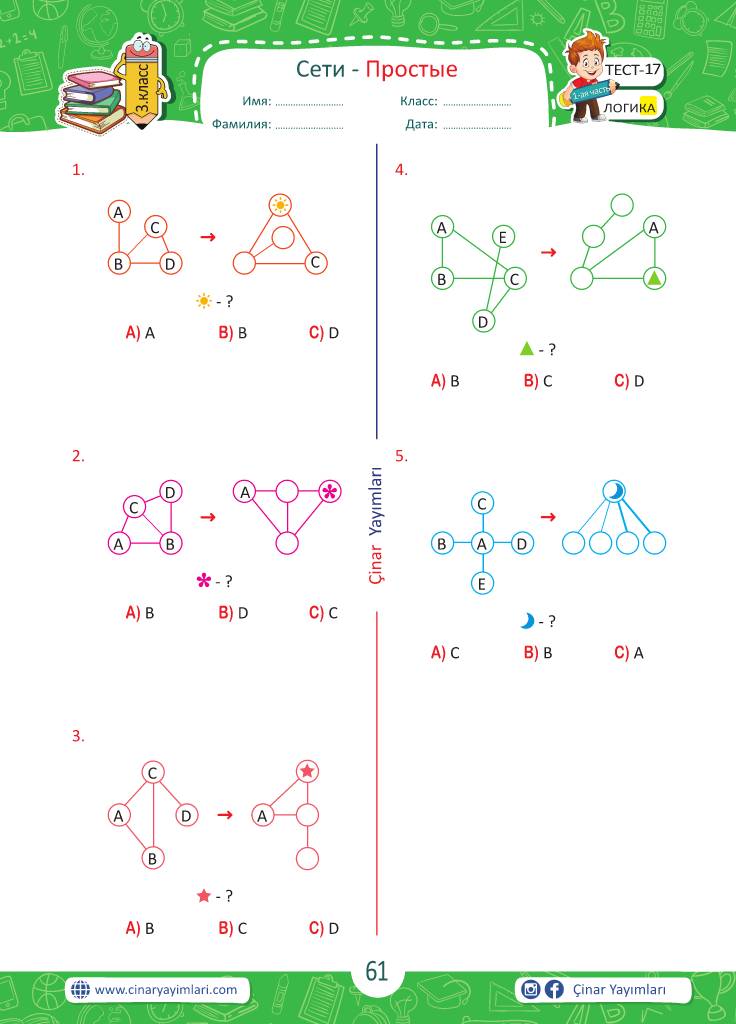 3.класс
Сети - Простые
Имя: ........................
Класс: ........................
Фамилия: ........................
Дата: ........................
ТЕСТ-17
1-ая часть
ЛОГИКА
1.
A
C
B
D
→
C
- ?
A) A
B) B
C) D
2.
D
C
A
B
→
A
- ?
A) B
B) D
C) C
3.
C
A
D
B
→
A
- ?
A) B
B) C
C) D
Çinar Yayımları
4.
A
E
B
C
D
→
A
- ?
A) B
B) C
C) D
5.
C
B
A
D
E
→
- ?
A) C
B) B
C) A
www.cinaryayimlari.com
61
Çinar Yayımları